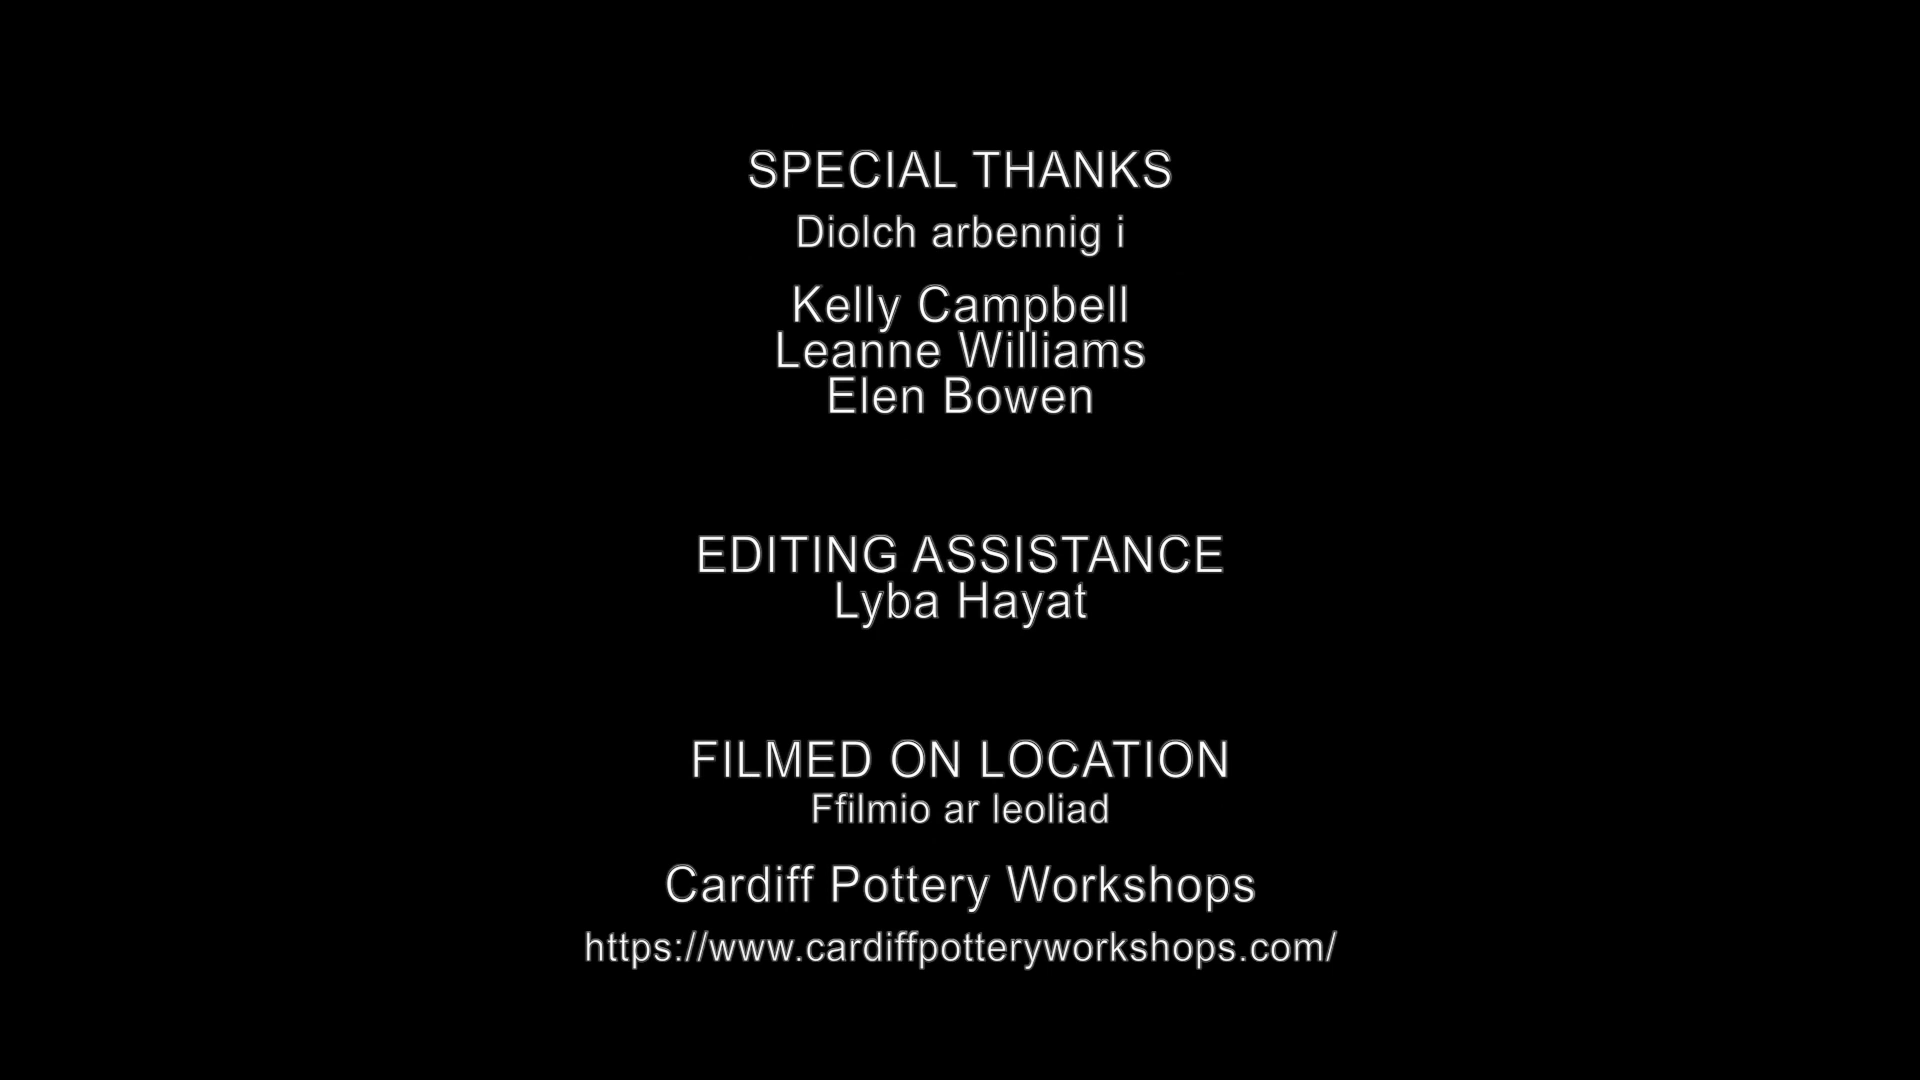 SPECIAL THANKS
Diolch arbennig i
Kelly Campbell
Leanne Williams
Elen Bowen
EDITING ASSISTANCE
Lyba Hayat
FILMED ON LOCATION
Ffilmio ar leoliad
Cardiff Pottery Workshops
https://www.cardiffpotteryworkshops.com/